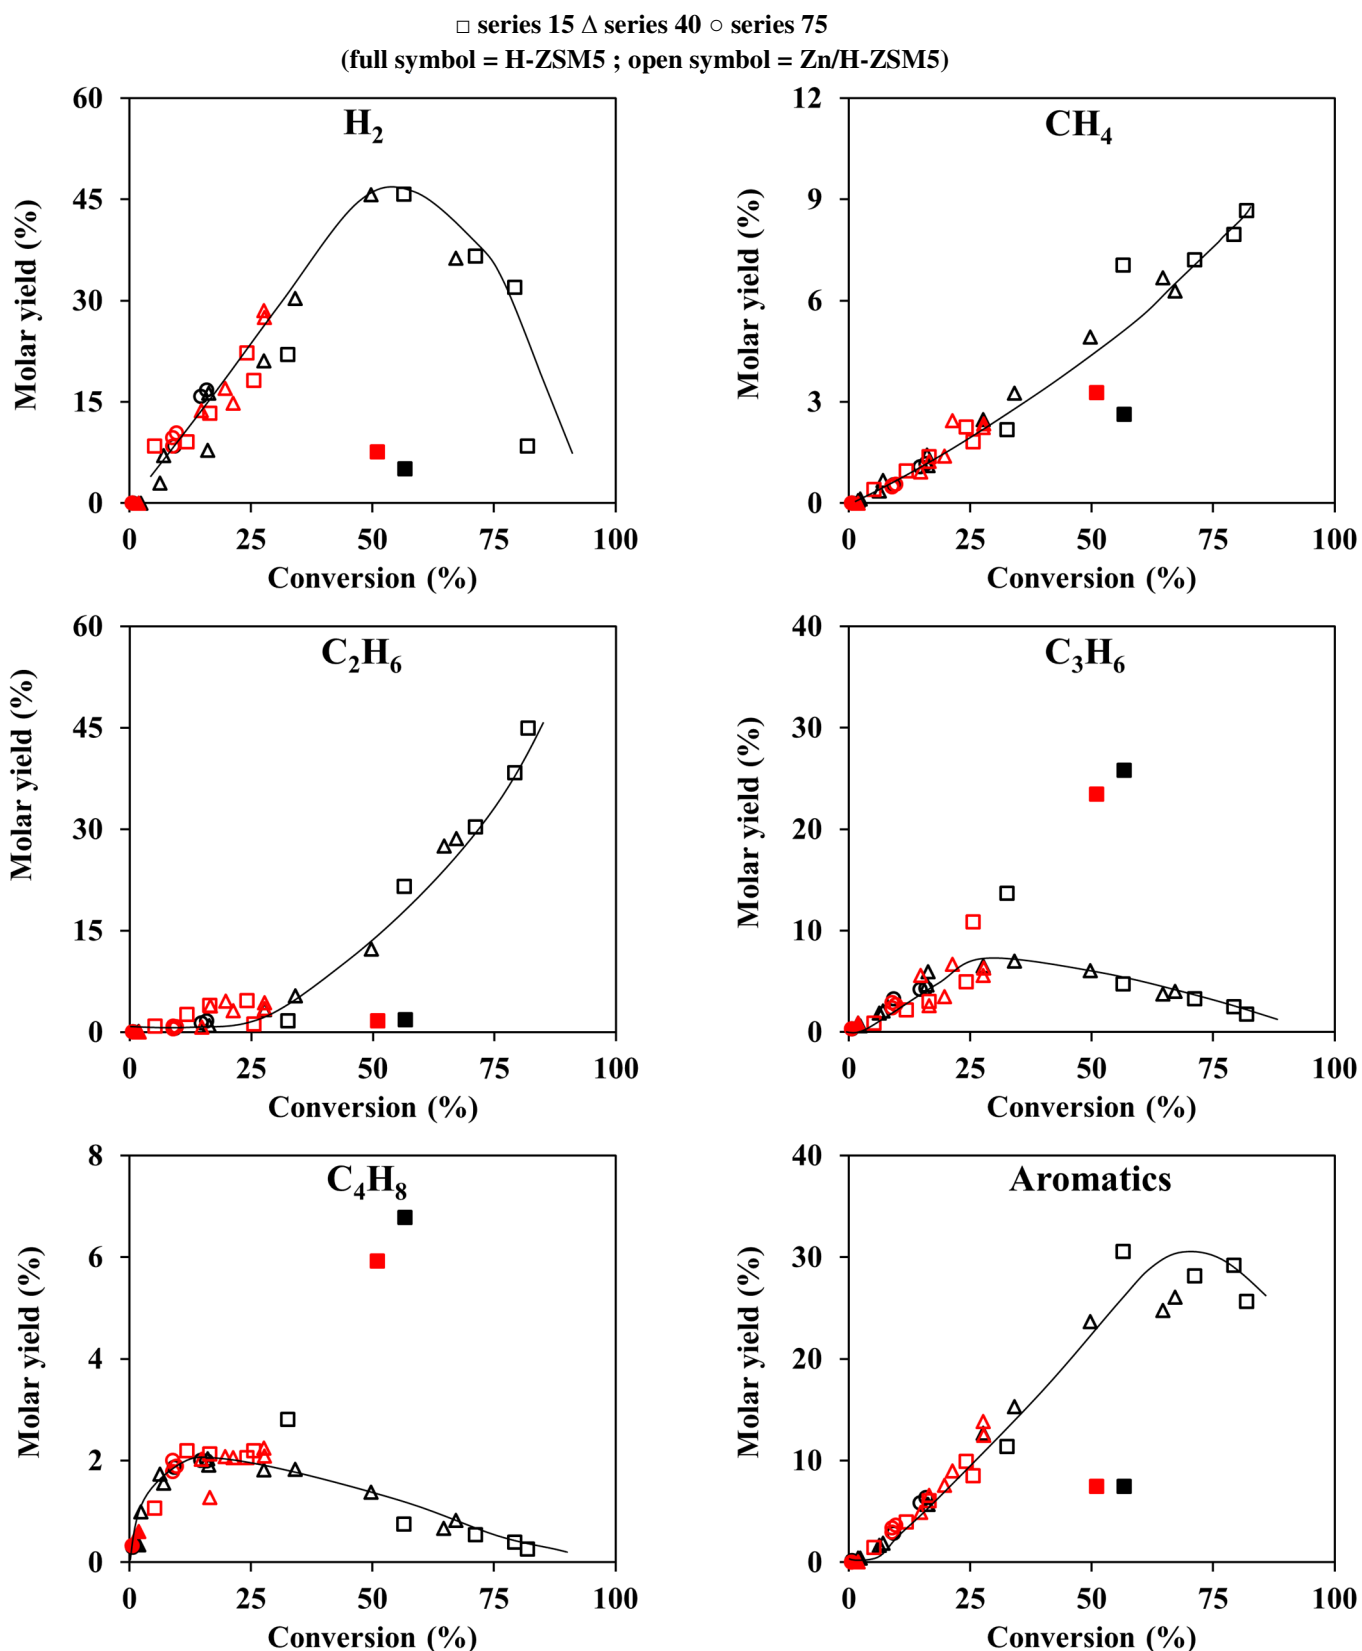 □ series 15 Δ series 40 ○ series 75
(full symbol = H-ZSM5 ; open symbol = Zn/H-ZSM5)
H₂
Molar yield (%)
60
45
30
15
0
0 25 50 75 100
Conversion (%)
CH₄
Molar yield (%)
12
9
6
3
0
0 25 50 75 100
Conversion (%)
C₂H₆
Molar yield (%)
60
45
30
15
0
0 25 50 75 100
Conversion (%)
C₃H₆
Molar yield (%)
40
30
20
10
0
0 25 50 75 100
Conversion (%)
C₄H₈
Molar yield (%)
8
6
4
2
0
0 25 50 75 100
Conversion (%)
Aromatics
Molar yield (%)
40
30
20
10
0
0 25 50 75 100
Conversion (%)